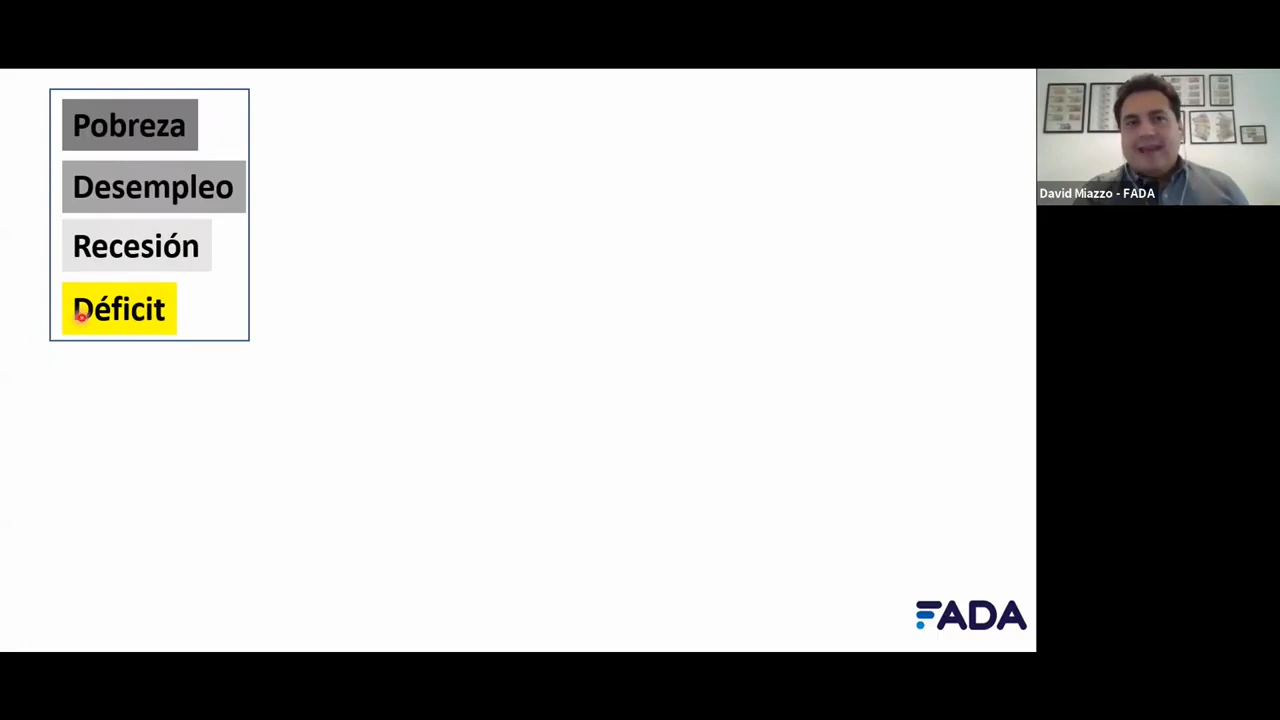 Pobreza
Desempleo
Recesión
Déficit
David Miazzo - FADA
FADA